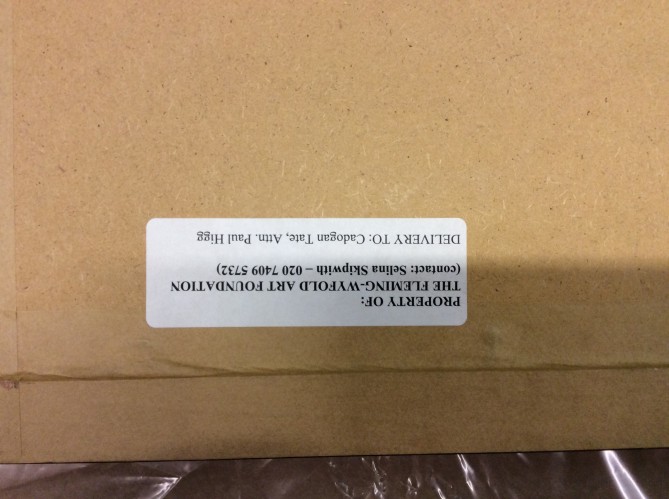 PROPERTY OF:
THE FLEMING-WYFOLD ART FOUNDATION
(contact: Selina Skipwith – 020 7409 5732)
DELIVERY TO: Cadogan Tate, Attn. Paul Higg